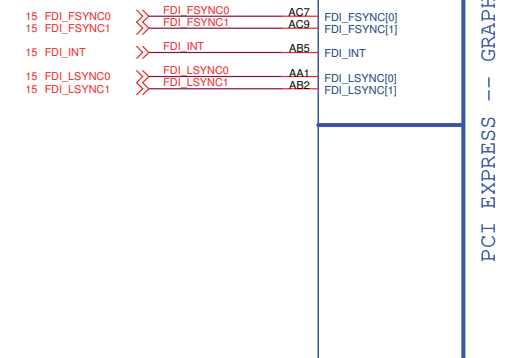 15 FDI_FSYNC0 FDI_FSYNC0 AC7 FDI_FSYNC[0]
15 FDI_FSYNC1 FDI_FSYNC1 AC9 FDI_FSYNC[1]
15 FDI_INT FDI_INT AB5 FDI_INT
15 FDI_LSYNC0 FDI_LSYNC0 AA1 FDI_LSYNC[0]
15 FDI_LSYNC1 FDI_LSYNC1 AB2 FDI_LSYNC[1]
PCI EXPRESS -- GRAPH